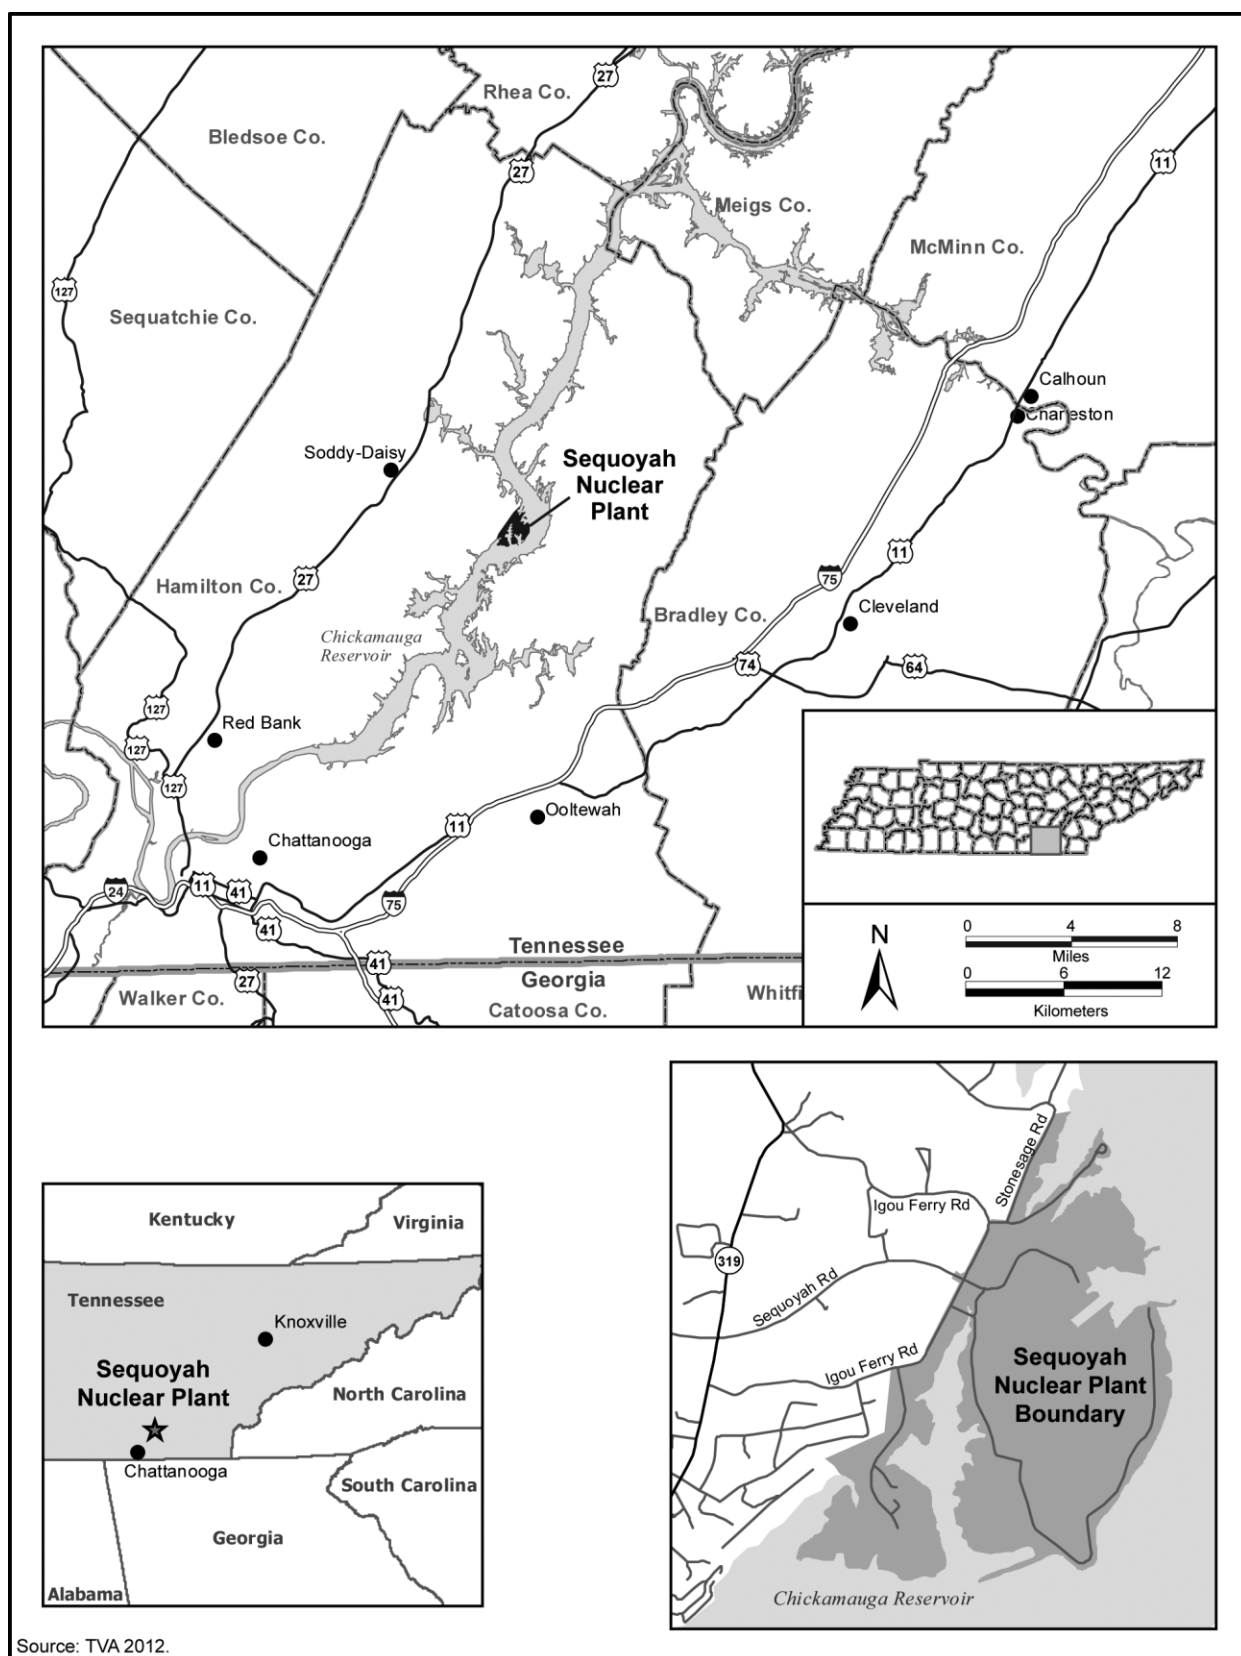 Rhea Co.
27
Bledsoe Co.
27
11
Meigs Co.
McMinn Co.
127
Sequatchie Co.
Calhoun
Charleston
Soddy-Daisy
Sequoyah
Nuclear
Plant
11
27
75
Hamilton Co.
Bradley Co.
Cleveland
Chickamauga
Reservoir
74
64
127
Red Bank
127
127
Ooltewah
11
Chattanooga
24
11
41
75
41
Tennessee
41
27
Georgia
41
Walker Co.
Catoosa Co.
Whitfi
N
0 4 8
Miles
0 6 12
Kilometers
Stonesage Rd
Igou Ferry Rd
319
Sequoyah Rd
Igou Ferry Rd
Sequoyah
Nuclear Plant
Boundary
Chickamauga Reservoir
Kentucky
Virginia
Tennessee
Knoxville
Sequoyah
Nuclear Plant
North Carolina
Chattanooga
South Carolina
Georgia
Alabama
Source: TVA 2012.